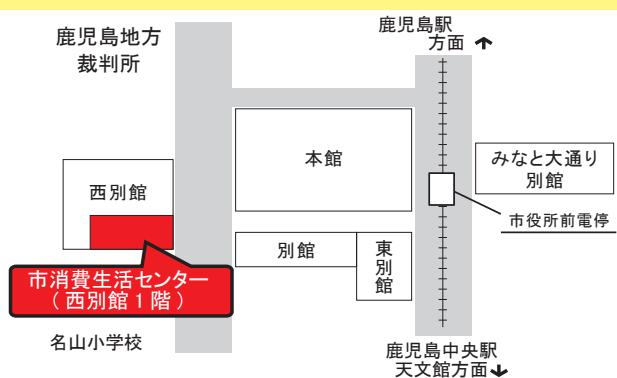 鹿児島駅
方面↑
鹿児島地方
裁判所
本館
みなと大通り
別館
西別館
市役所前電停
別館
東別館
市消費生活センター
（西別館１階）
名山小学校
鹿児島中央駅
天文館方面↓